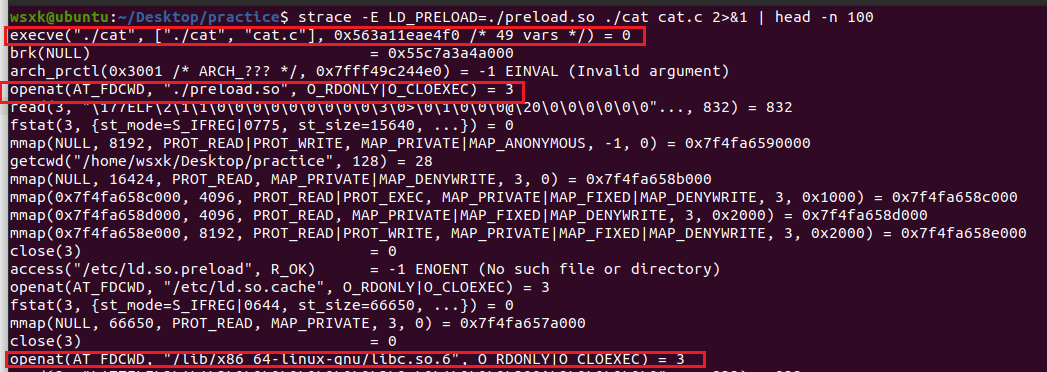 wsxk@ubuntu:~/Desktop/practice$ strace -E LD_PRELOAD=./preload.so ./cat cat.c 2>&1 | head -n 100
execve("./cat", ["./cat", "cat.c"], 0x563a11eae4f0 /* 49 vars */) = 0
brk(NULL) = 0x55c7a3a4a000
arch_prctl(0x3001 /* ARCH_??? */, 0x7fff49c244e0) = -1 EINVAL (Invalid argument)
openat(AT_FDCWD, "./preload.so", O_RDONLY|O_CLOEXEC) = 3
read(3, "\177ELF\2\1\1\0\0\0\0\0\0\0\0\0\3\0>\0\1\0\0\0@\20\0\0\0\0\0\0"..., 832) = 832
fstat(3, {st_mode=S_IFREG|0775, st_size=15640, ...}) = 0
mmap(NULL, 8192, PROT_READ|PROT_WRITE, MAP_PRIVATE|MAP_ANONYMOUS, -1, 0) = 0x7f4fa6590000
getcwd("/home/wsxk/Desktop/practice", 128) = 28
mmap(NULL, 16424, PROT_READ, MAP_PRIVATE|MAP_DENYWRITE, 3, 0) = 0x7f4fa658b000
mmap(0x7f4fa658c000, 4096, PROT_READ|PROT_EXEC, MAP_PRIVATE|MAP_FIXED|MAP_DENYWRITE, 3, 0x1000) = 0x7f4fa658c000
mmap(0x7f4fa658d000, 4096, PROT_READ, MAP_PRIVATE|MAP_FIXED|MAP_DENYWRITE, 3, 0x2000) = 0x7f4fa658d000
mmap(0x7f4fa658e000, 8192, PROT_READ|PROT_WRITE, MAP_PRIVATE|MAP_FIXED|MAP_DENYWRITE, 3, 0x2000) = 0x7f4fa658e000
close(3) = 0
access("/etc/ld.so.preload", R_OK) = -1 ENOENT (No such file or directory)
openat(AT_FDCWD, "/etc/ld.so.cache", O_RDONLY|O_CLOEXEC) = 3
fstat(3, {st_mode=S_IFREG|0644, st_size=66650, ...}) = 0
mmap(NULL, 66650, PROT_READ, MAP_PRIVATE, 3, 0) = 0x7f4fa657a000
close(3) = 0
openat(AT_FDCWD, "/lib/x86_64-linux-gnu/libc.so.6", O_RDONLY|O_CLOEXEC) = 3